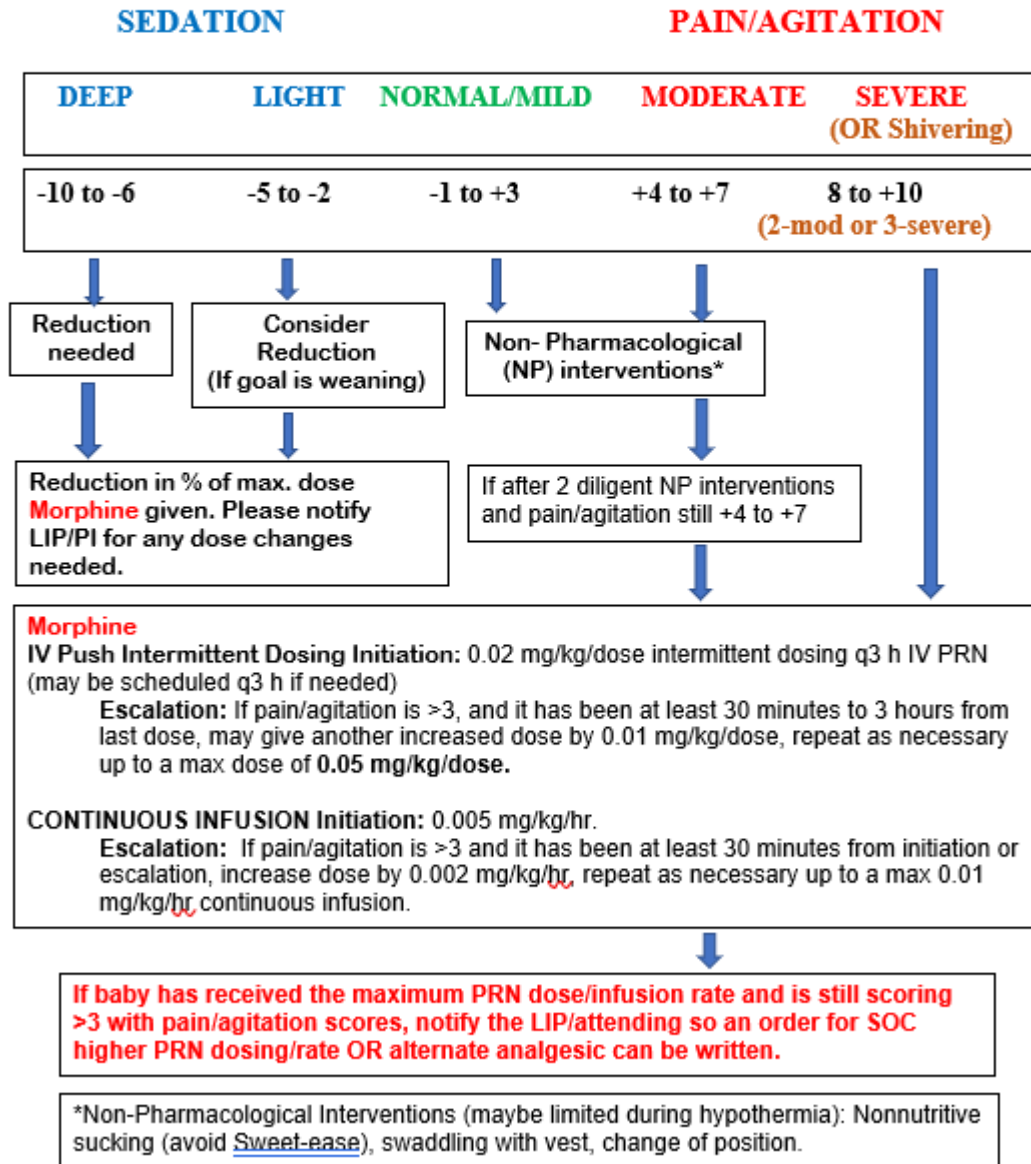 SEDATION PAIN/AGITATION
DEEP LIGHT NORMAL/MILD MODERATE SEVERE
(OR Shivering)
-10 to -6 -5 to -2 -1 to +3 +4 to +7 8 to +10
(2-mod or 3-severe)
Reduction
needed
Consider
Reduction
(If goal is weaning)
Non- Pharmacological
(NP) interventions*
Reduction in % of max. dose
Morphine given. Please notify
LIP/PI for any dose changes
needed.
If after 2 diligent NP interventions
and pain/agitation still +4 to +7
Morphine
IV Push Intermittent Dosing Initiation: 0.02 mg/kg/dose intermittent dosing q3 h IV PRN
(may be scheduled q3 h if needed)
Escalation: If pain/agitation is >3, and it has been at least 30 minutes to 3 hours from
last dose, may give another increased dose by 0.01 mg/kg/dose, repeat as necessary
up to a max dose of 0.05 mg/kg/dose.
CONTINUOUS INFUSION Initiation: 0.005 mg/kg/hr.
Escalation: If pain/agitation is >3 and it has been at least 30 minutes from initiation or
escalation, increase dose by 0.002 mg/kg/hr, repeat as necessary up to a max 0.01
mg/kg/hr continuous infusion.
If baby has received the maximum PRN dose/infusion rate and is still scoring
>3 with pain/agitation scores, notify the LIP/attending so an order for SOC
higher PRN dosing/rate OR alternate analgesic can be written.
*Non-Pharmacological Interventions (maybe limited during hypothermia): Nonnutritive
sucking (avoid Sweet-ease), swaddling with vest, change of position.